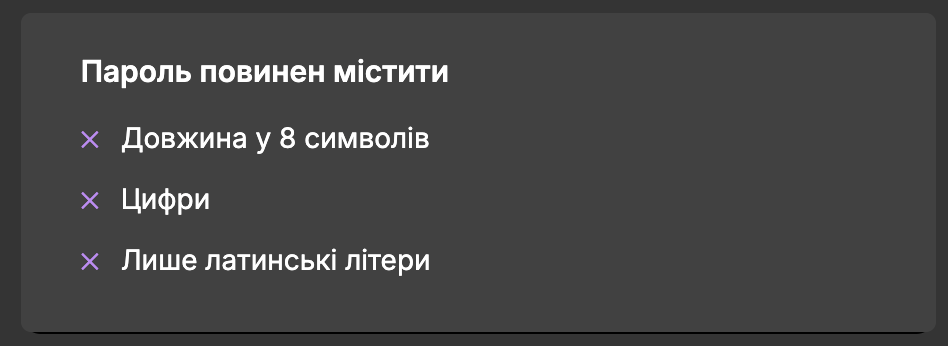 Пароль повинен містити
Довжина у 8 символів
Цифри
Лише латинські літери